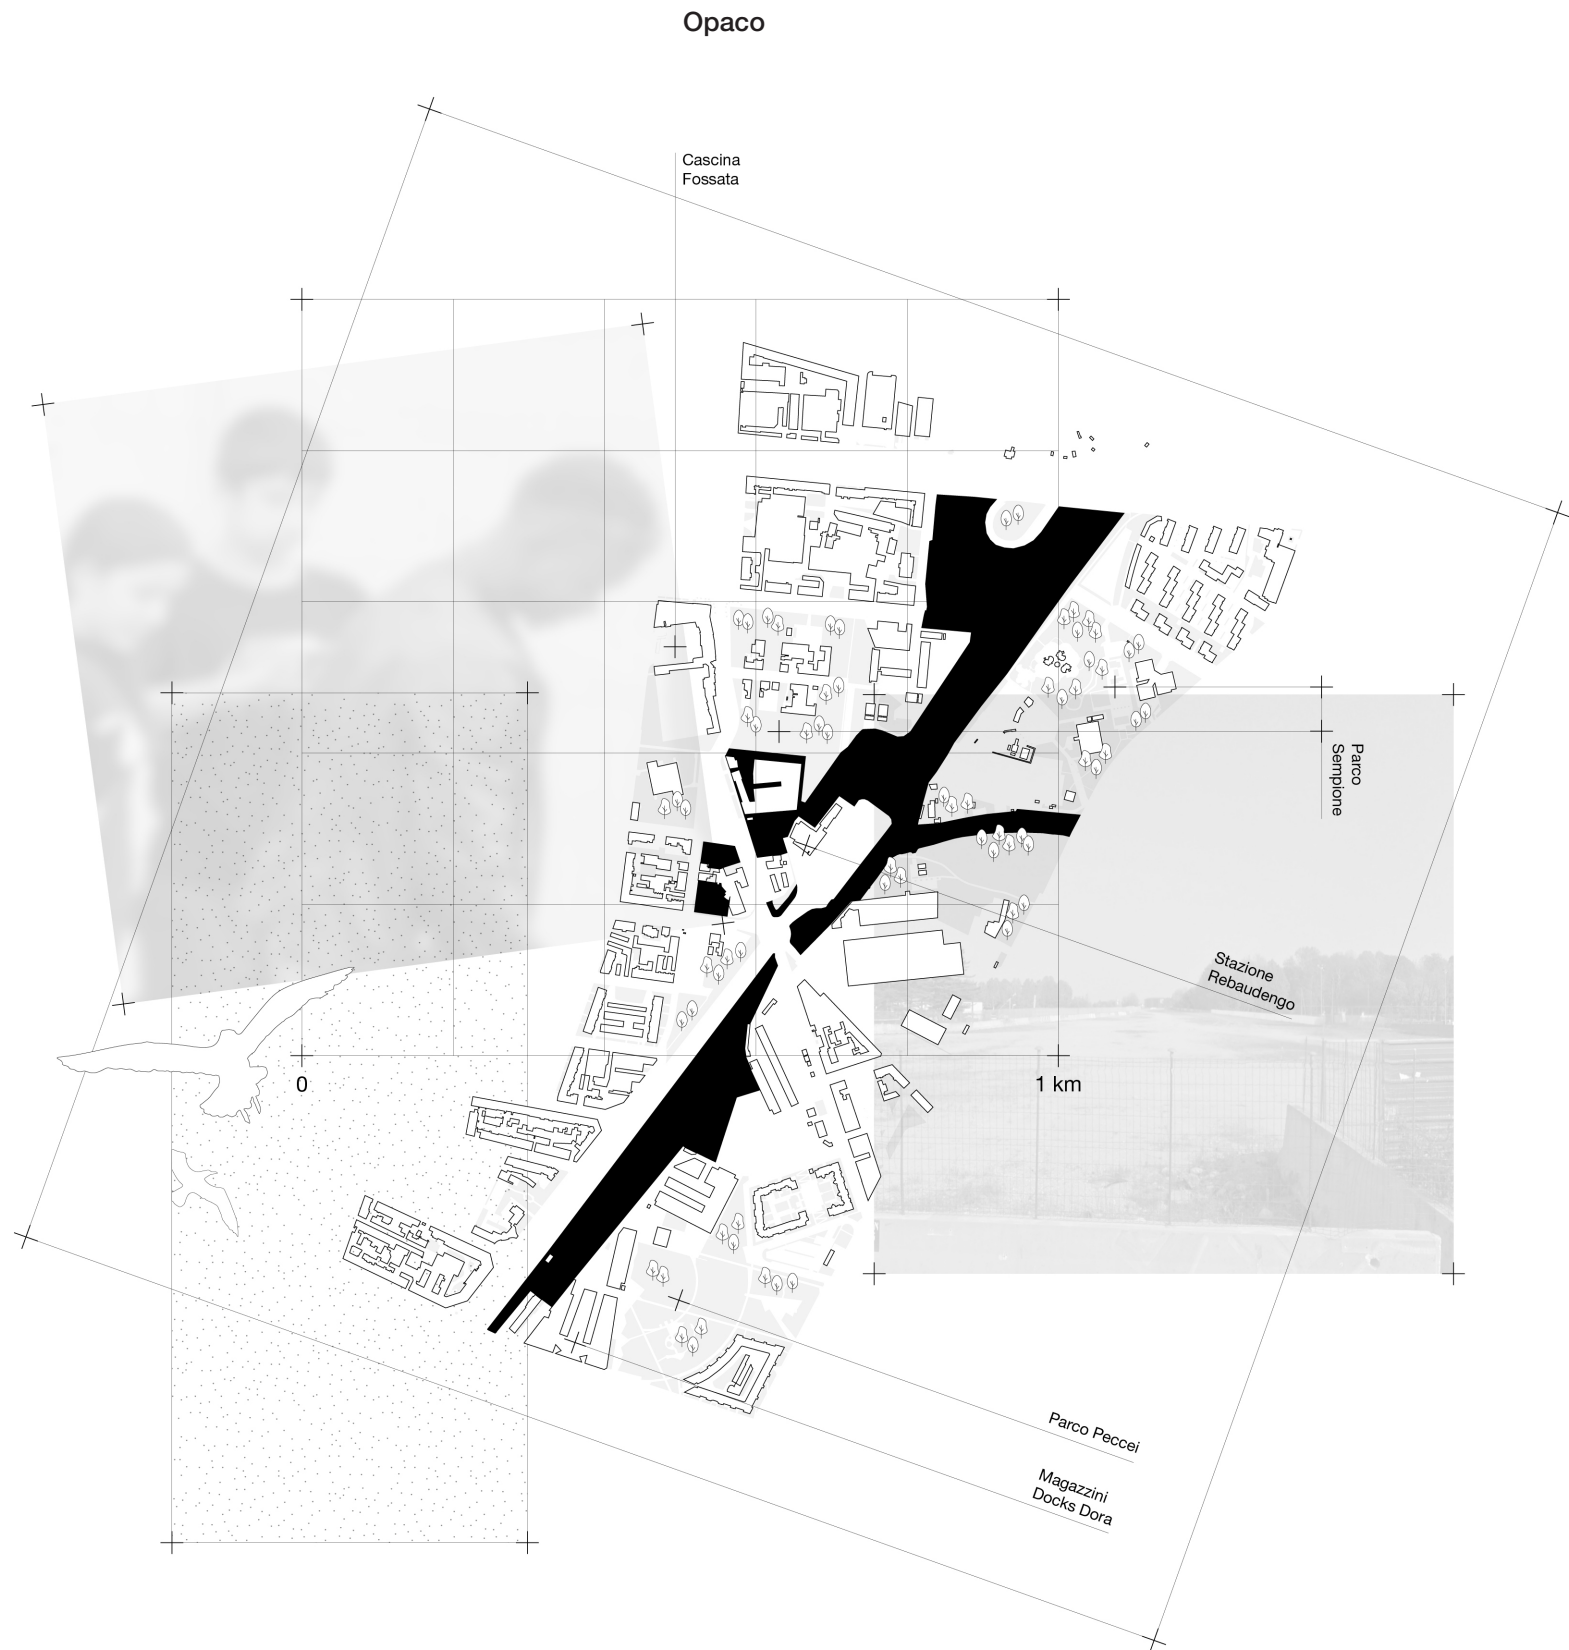 Opaco
Cascina
Fossata
Parco
Sempione
Stazione
Rebaudengo
0
1 km
Parco Peccei
Magazzini
Docks Dora